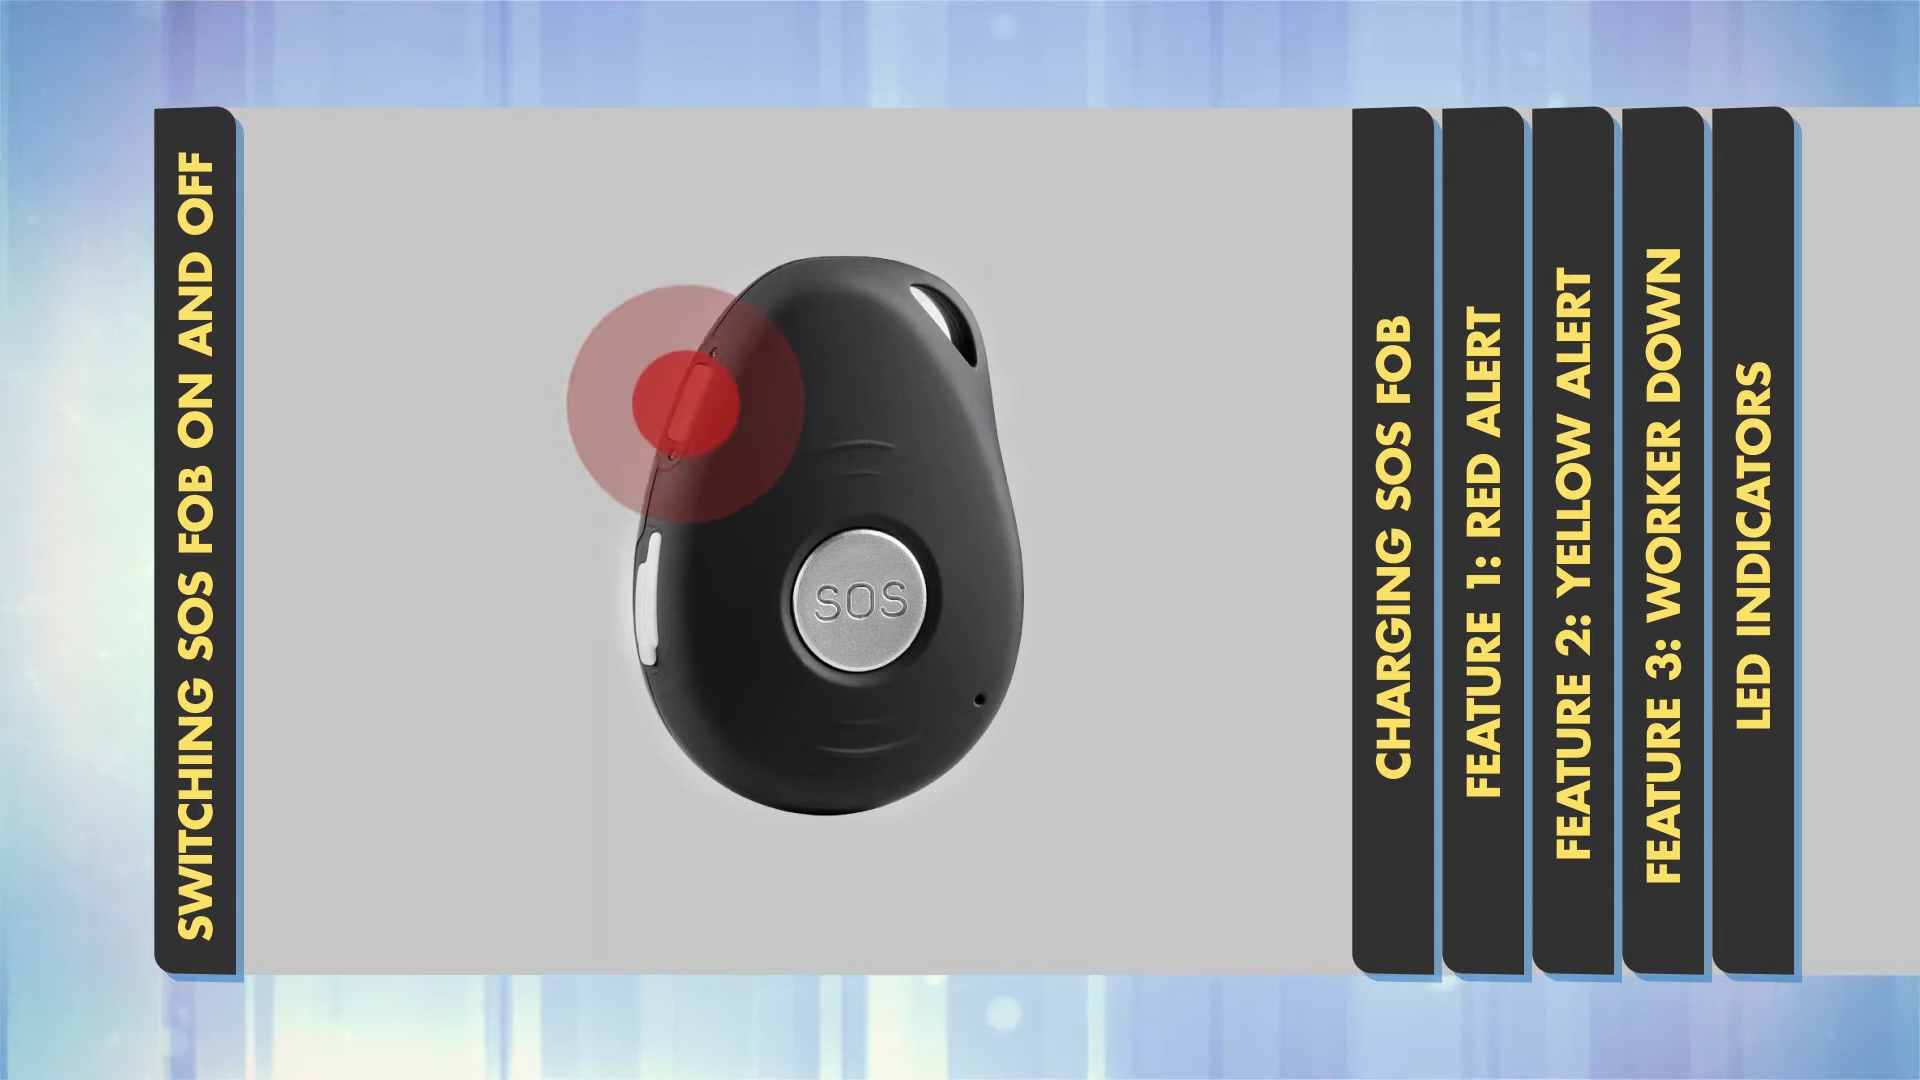 SWITCHING SOS FOB ON AND OFF
SOS
CHARGING SOS FOB
FEATURE 1: RED ALERT
FEATURE 2: YELLOW ALERT
FEATURE 3: WORKER DOWN
LED INDICATORS